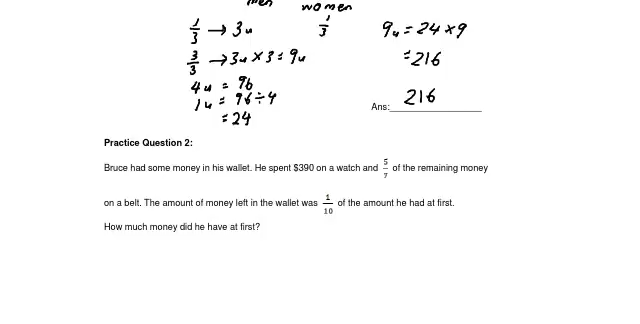 men women
1/3 → 3u 1/3 9u = 24 × 9
3/3 → 3u × 3 = 9u = 216
4u = 96
1u = 96 ÷ 4 Ans: 216
= 24
Practice Question 2:
Bruce had some money in his wallet. He spent $390 on a watch and 5/7 of the remaining money
on a belt. The amount of money left in the wallet was 1/10 of the amount he had at first.
How much money did he have at first?